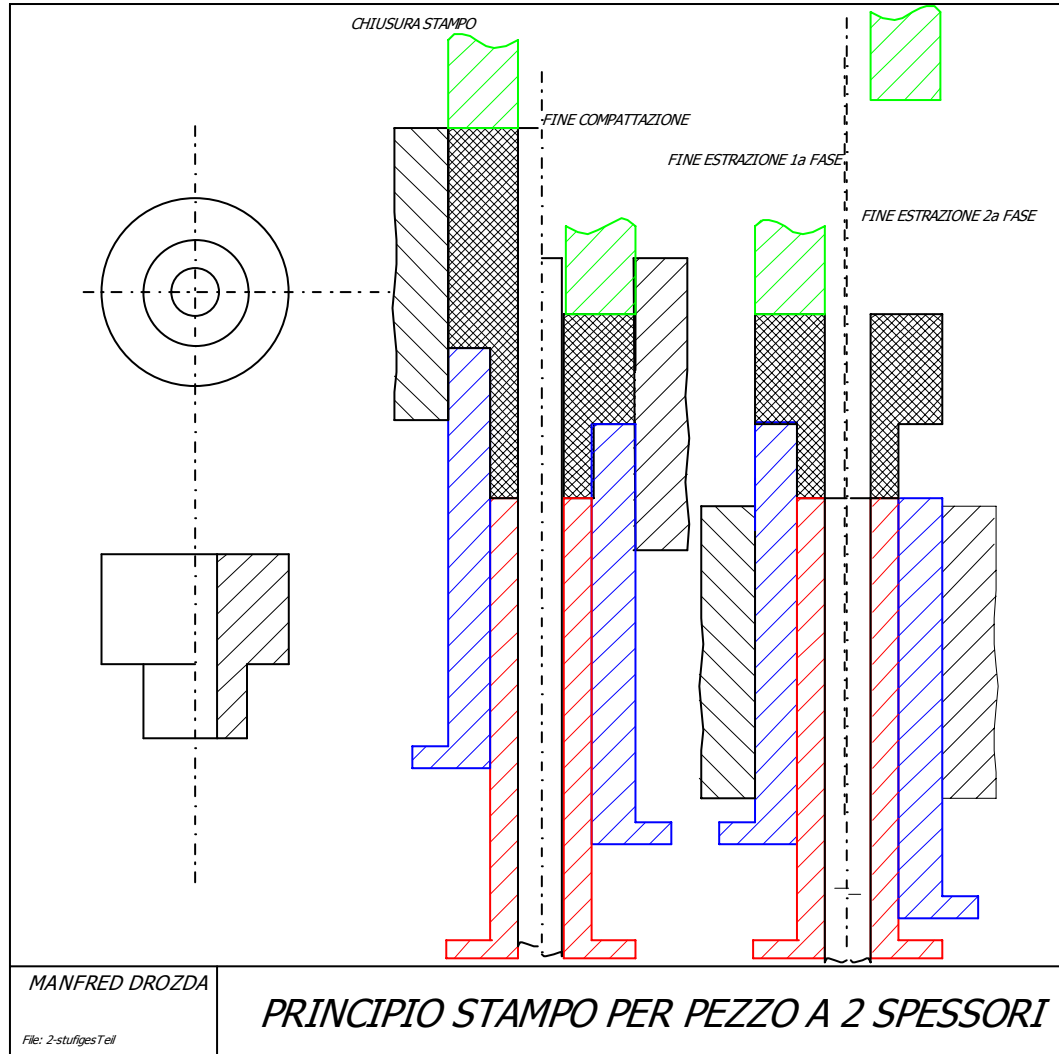 CHIUSURA STAMPO
FINE COMPATTAZIONE
FINE ESTRAZIONE 1a FASE
FINE ESTRAZIONE 2a FASE
MANFRED DROZDA
File: 2-stufigesTeil
PRINCIPIO STAMPO PER PEZZO A 2 SPESSORI